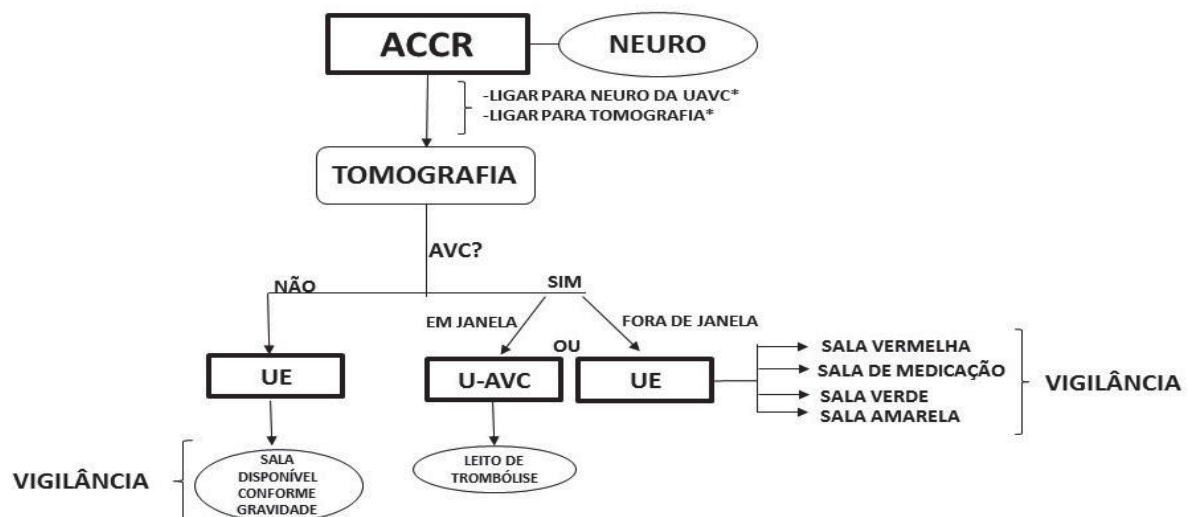 ACCR
NEURO
-LIGAR PARA NEURO DA UAVC*
-LIGAR PARA TOMOGRAFIA*
TOMOGRAFIA
AVC?
NÃO
SIM
EM JANELA
OU
FORA DE JANELA
UE
U-AVC
UE
SALA VERMELHA
SALA DE MEDICAÇÃO
SALA VERDE
SALA AMARELA
VIGILÂNCIA
VIGILÂNCIA
SALA
DISPONÍVEL
CONFORME
GRAVIDADE
LEITO DE
TROMBÓLISE